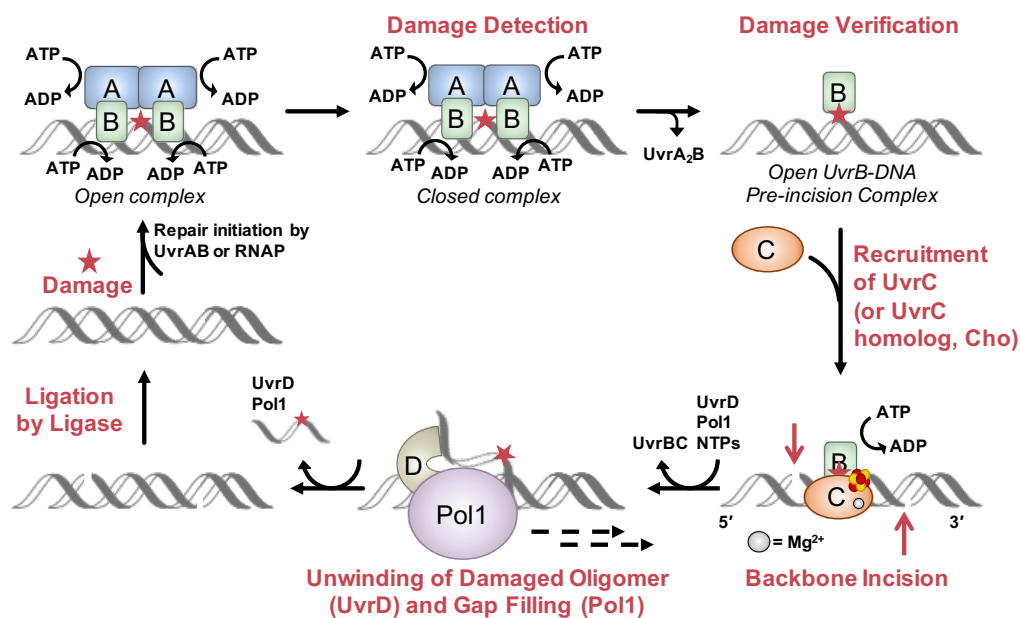 Damage Detection
Damage Verification
ATP
ATP
ADP
ADP
A
A
B
B
ATP
ADP
ADP
ATP
Open complex
ATP
ATP
ADP
ADP
A
A
B
B
ATP
ADP
ADP
ATP
Closed complex
UvrA₂B
B
Open UvrB-DNA
Pre-incision Complex
Repair initiation by
UvrAB or RNAP
Damage
C
Recruitment
of UvrC
(or UvrC
homolog, Cho)
Ligation
by Ligase
UvrD
Pol1
D
Pol1
UvrBC
UvrD
Pol1
NTPs
ATP
ADP
B
C
5′
3′
= Mg²⁺
Unwinding of Damaged Oligomer
(UvrD) and Gap Filling (Pol1)
Backbone Incision